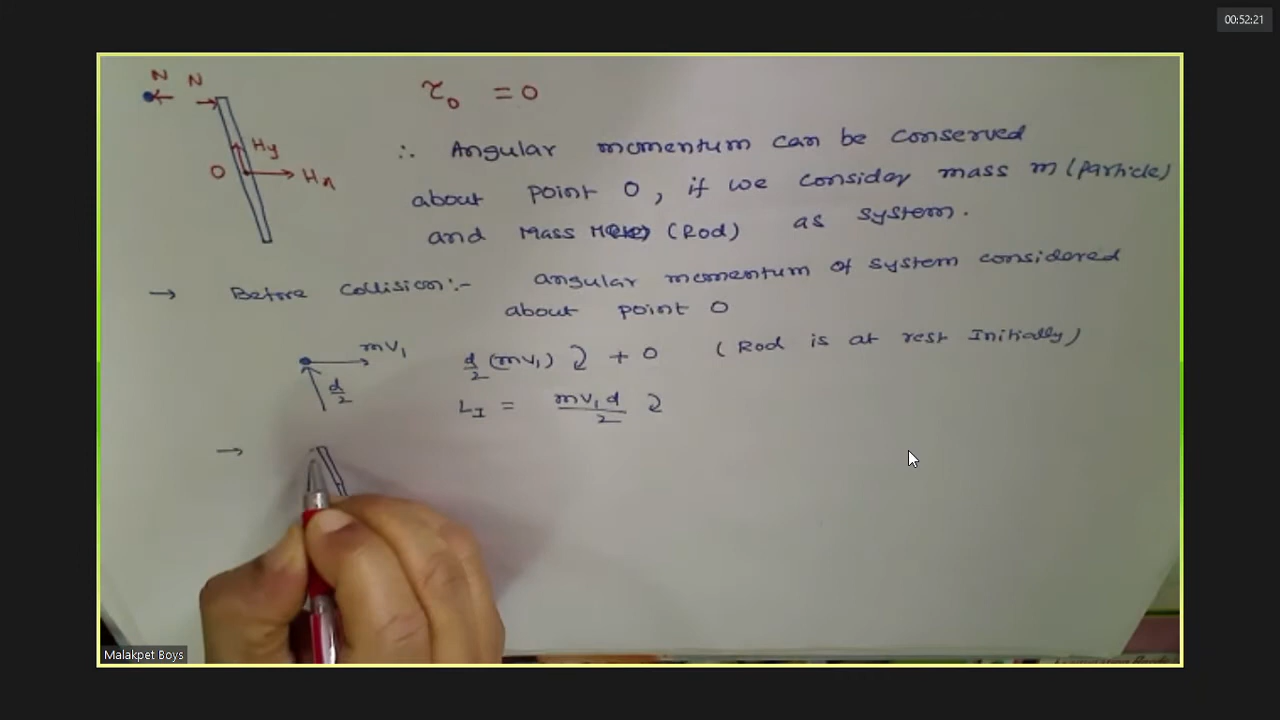 00:52:21
N N
τ₀ = 0
Hy
O Hx
∴ Angular momentum can be conserved
about point O, if we consider mass m (particle)
and Mass M (Rod) as system.
→ Before Collision:- angular momentum of system considered
about point O
mv₁ d/2 (mv₁) ⤸ + 0 (Rod is at rest Initially)
d/2
L_I = mv₁d/2 ⤸
→
Malakpet Boys